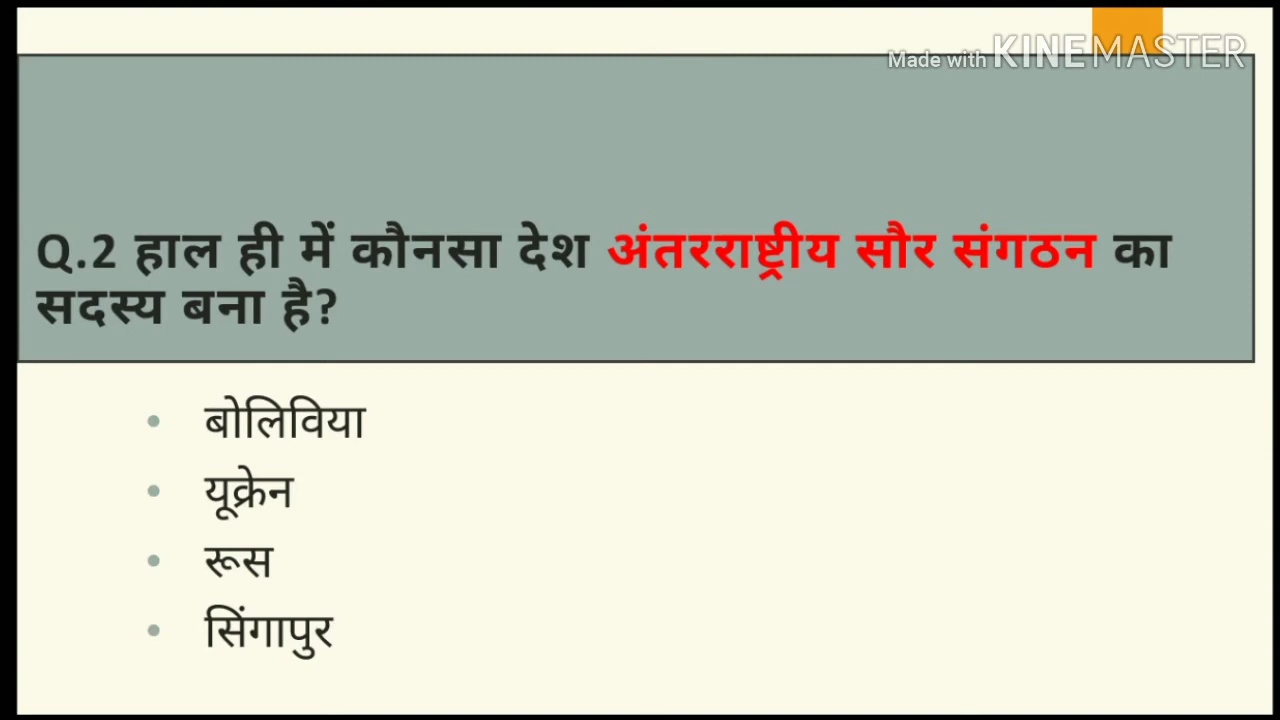 Made with KINEMASTER
Q.2 हाल ही में कौनसा देश अंतरराष्ट्रीय सौर संगठन का
सदस्य बना है?
• बोलिविया
• यूक्रेन
• रूस
• सिंगापुर